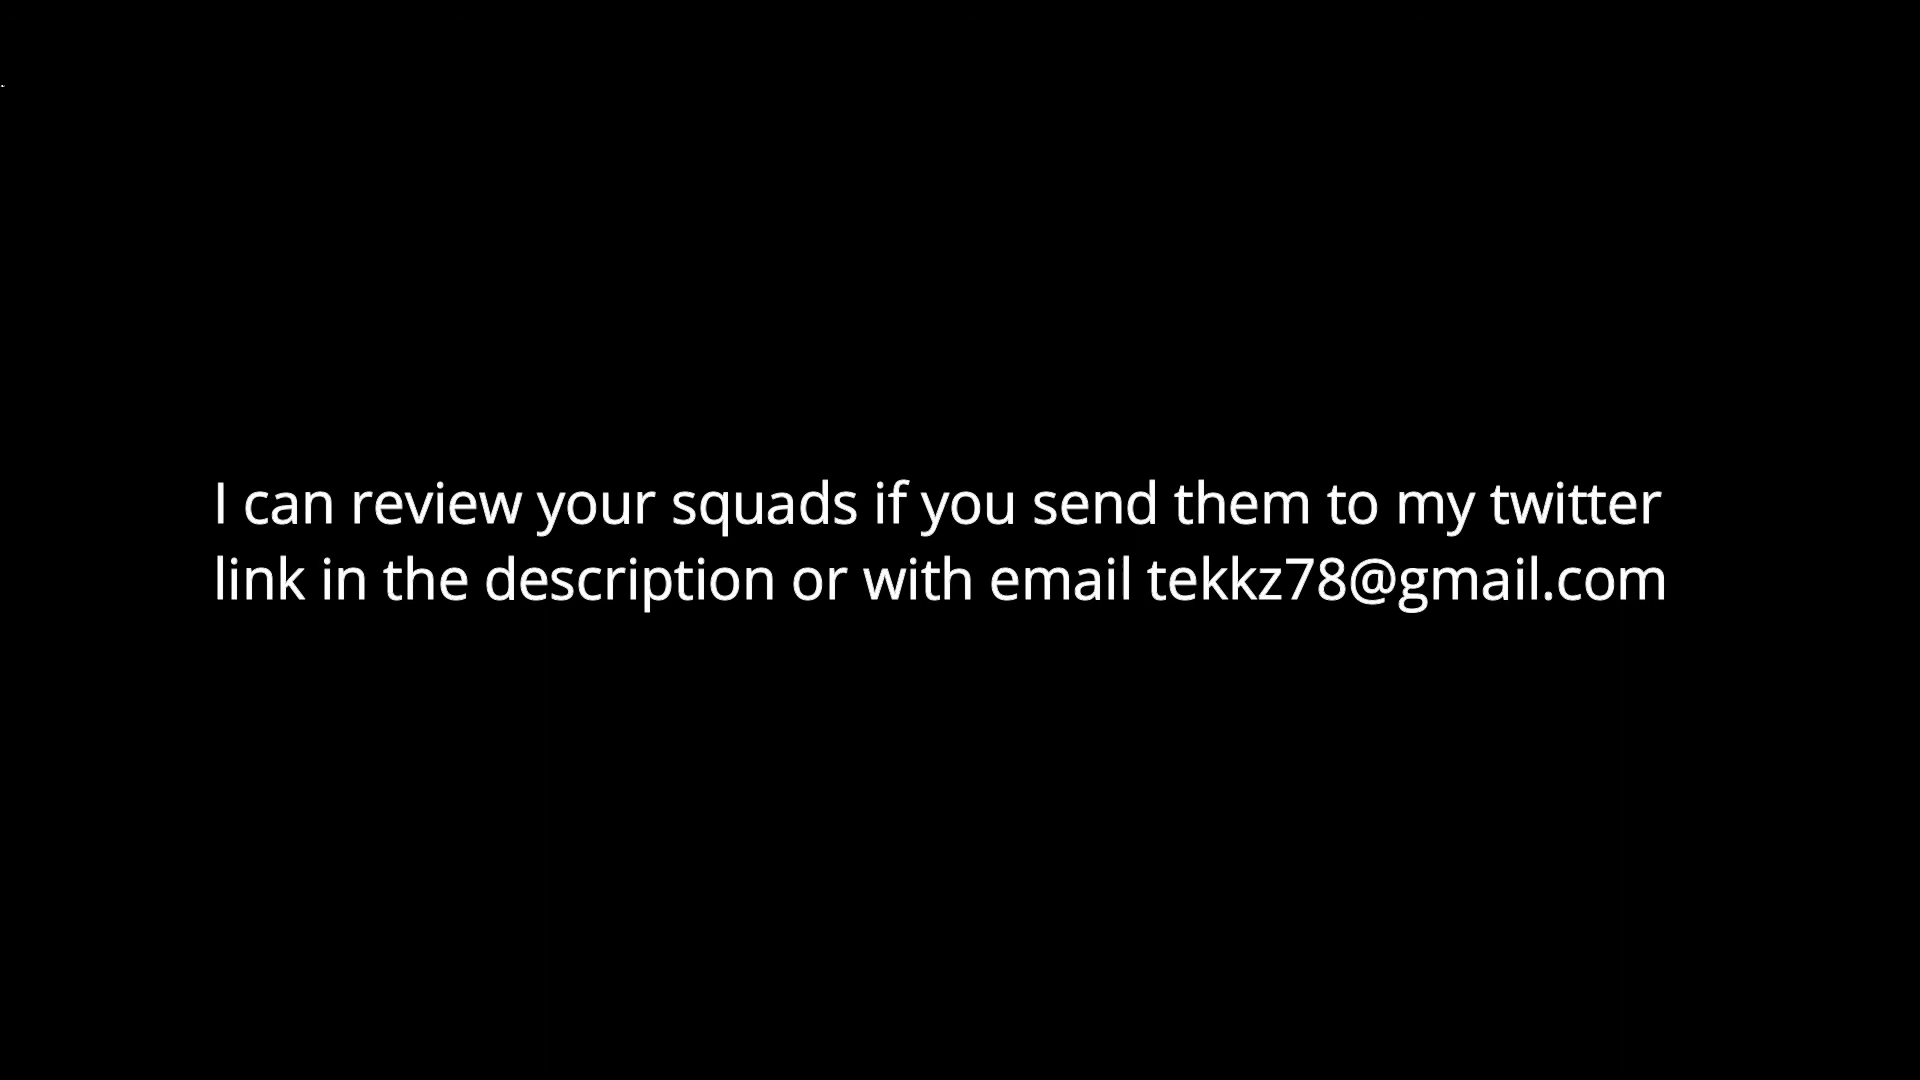 I can review your squads if you send them to my twitter
link in the description or with email tekkz78@gmail.com